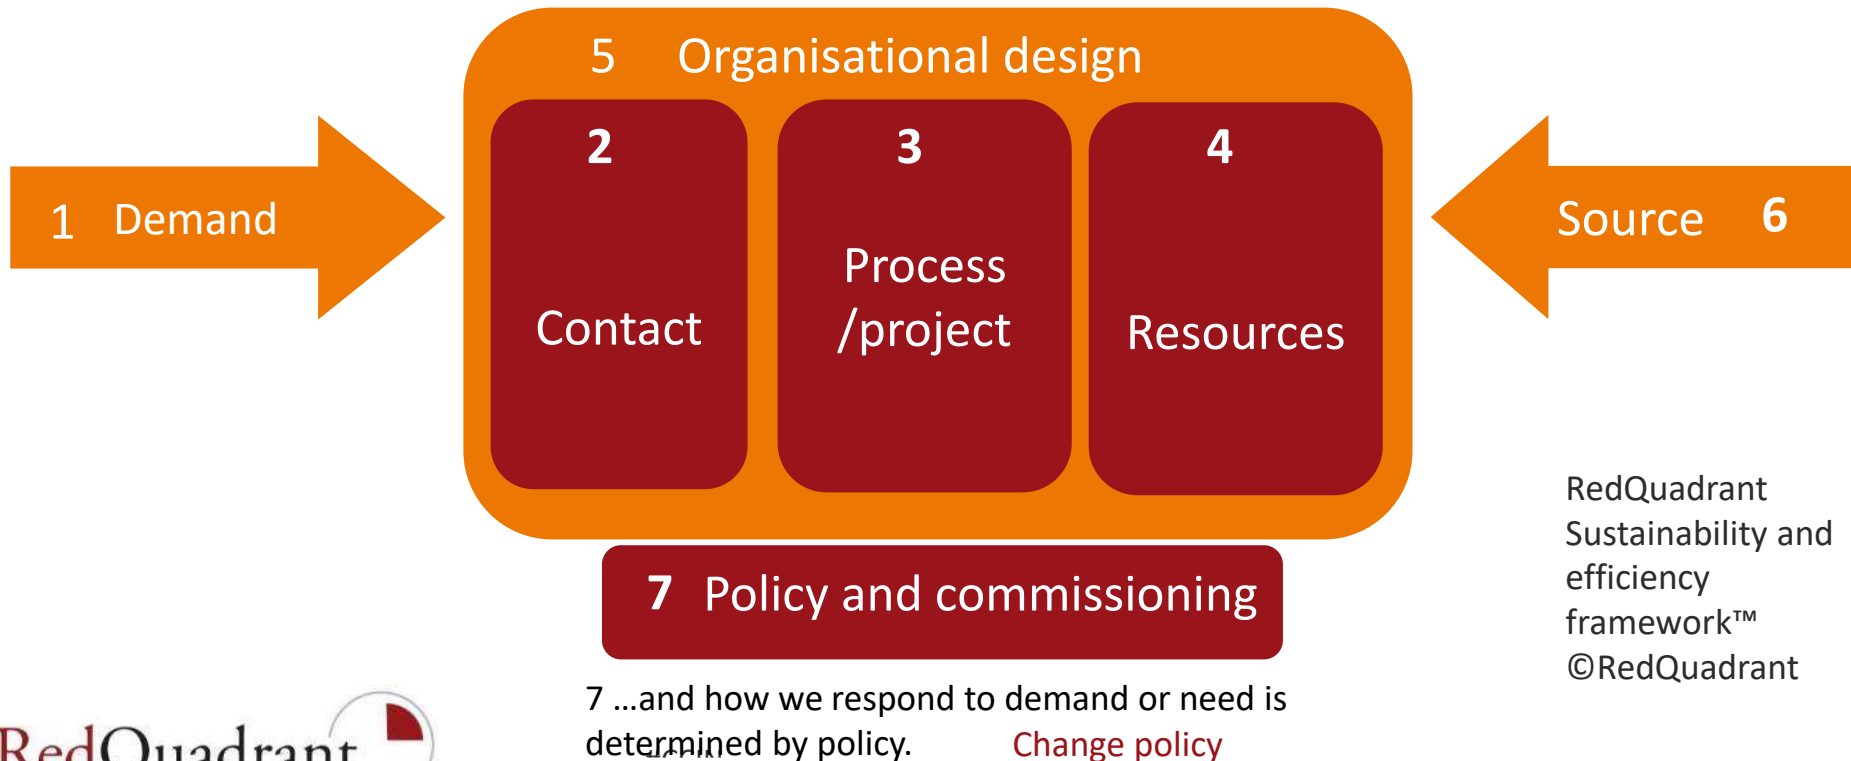 5 Organisational design
2
3
4
1 Demand
Source 6
Process
/project
Contact
Resources
RedQuadrant
Sustainability and
efficiency
framework™
©RedQuadrant
7 Policy and commissioning
7 ...and how we respond to demand or need is
determined by policy. Change policy
RedQuadrant